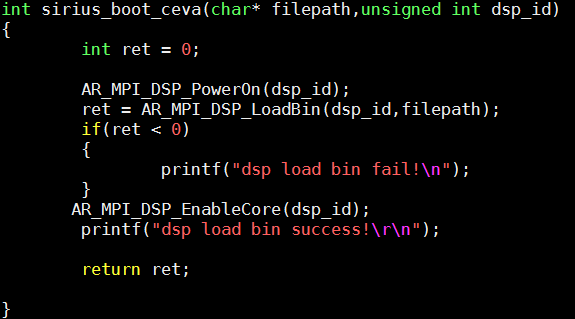 int sirius_boot_ceva(char* filepath,unsigned int dsp_id)
{
        int ret = 0;

        AR_MPI_DSP_PowerOn(dsp_id);
        ret = AR_MPI_DSP_LoadBin(dsp_id,filepath);
        if(ret < 0)
        {
                printf("dsp load bin fail!\n");
        }
       AR_MPI_DSP_EnableCore(dsp_id);
        printf("dsp load bin success!\r\n");

        return ret;

}